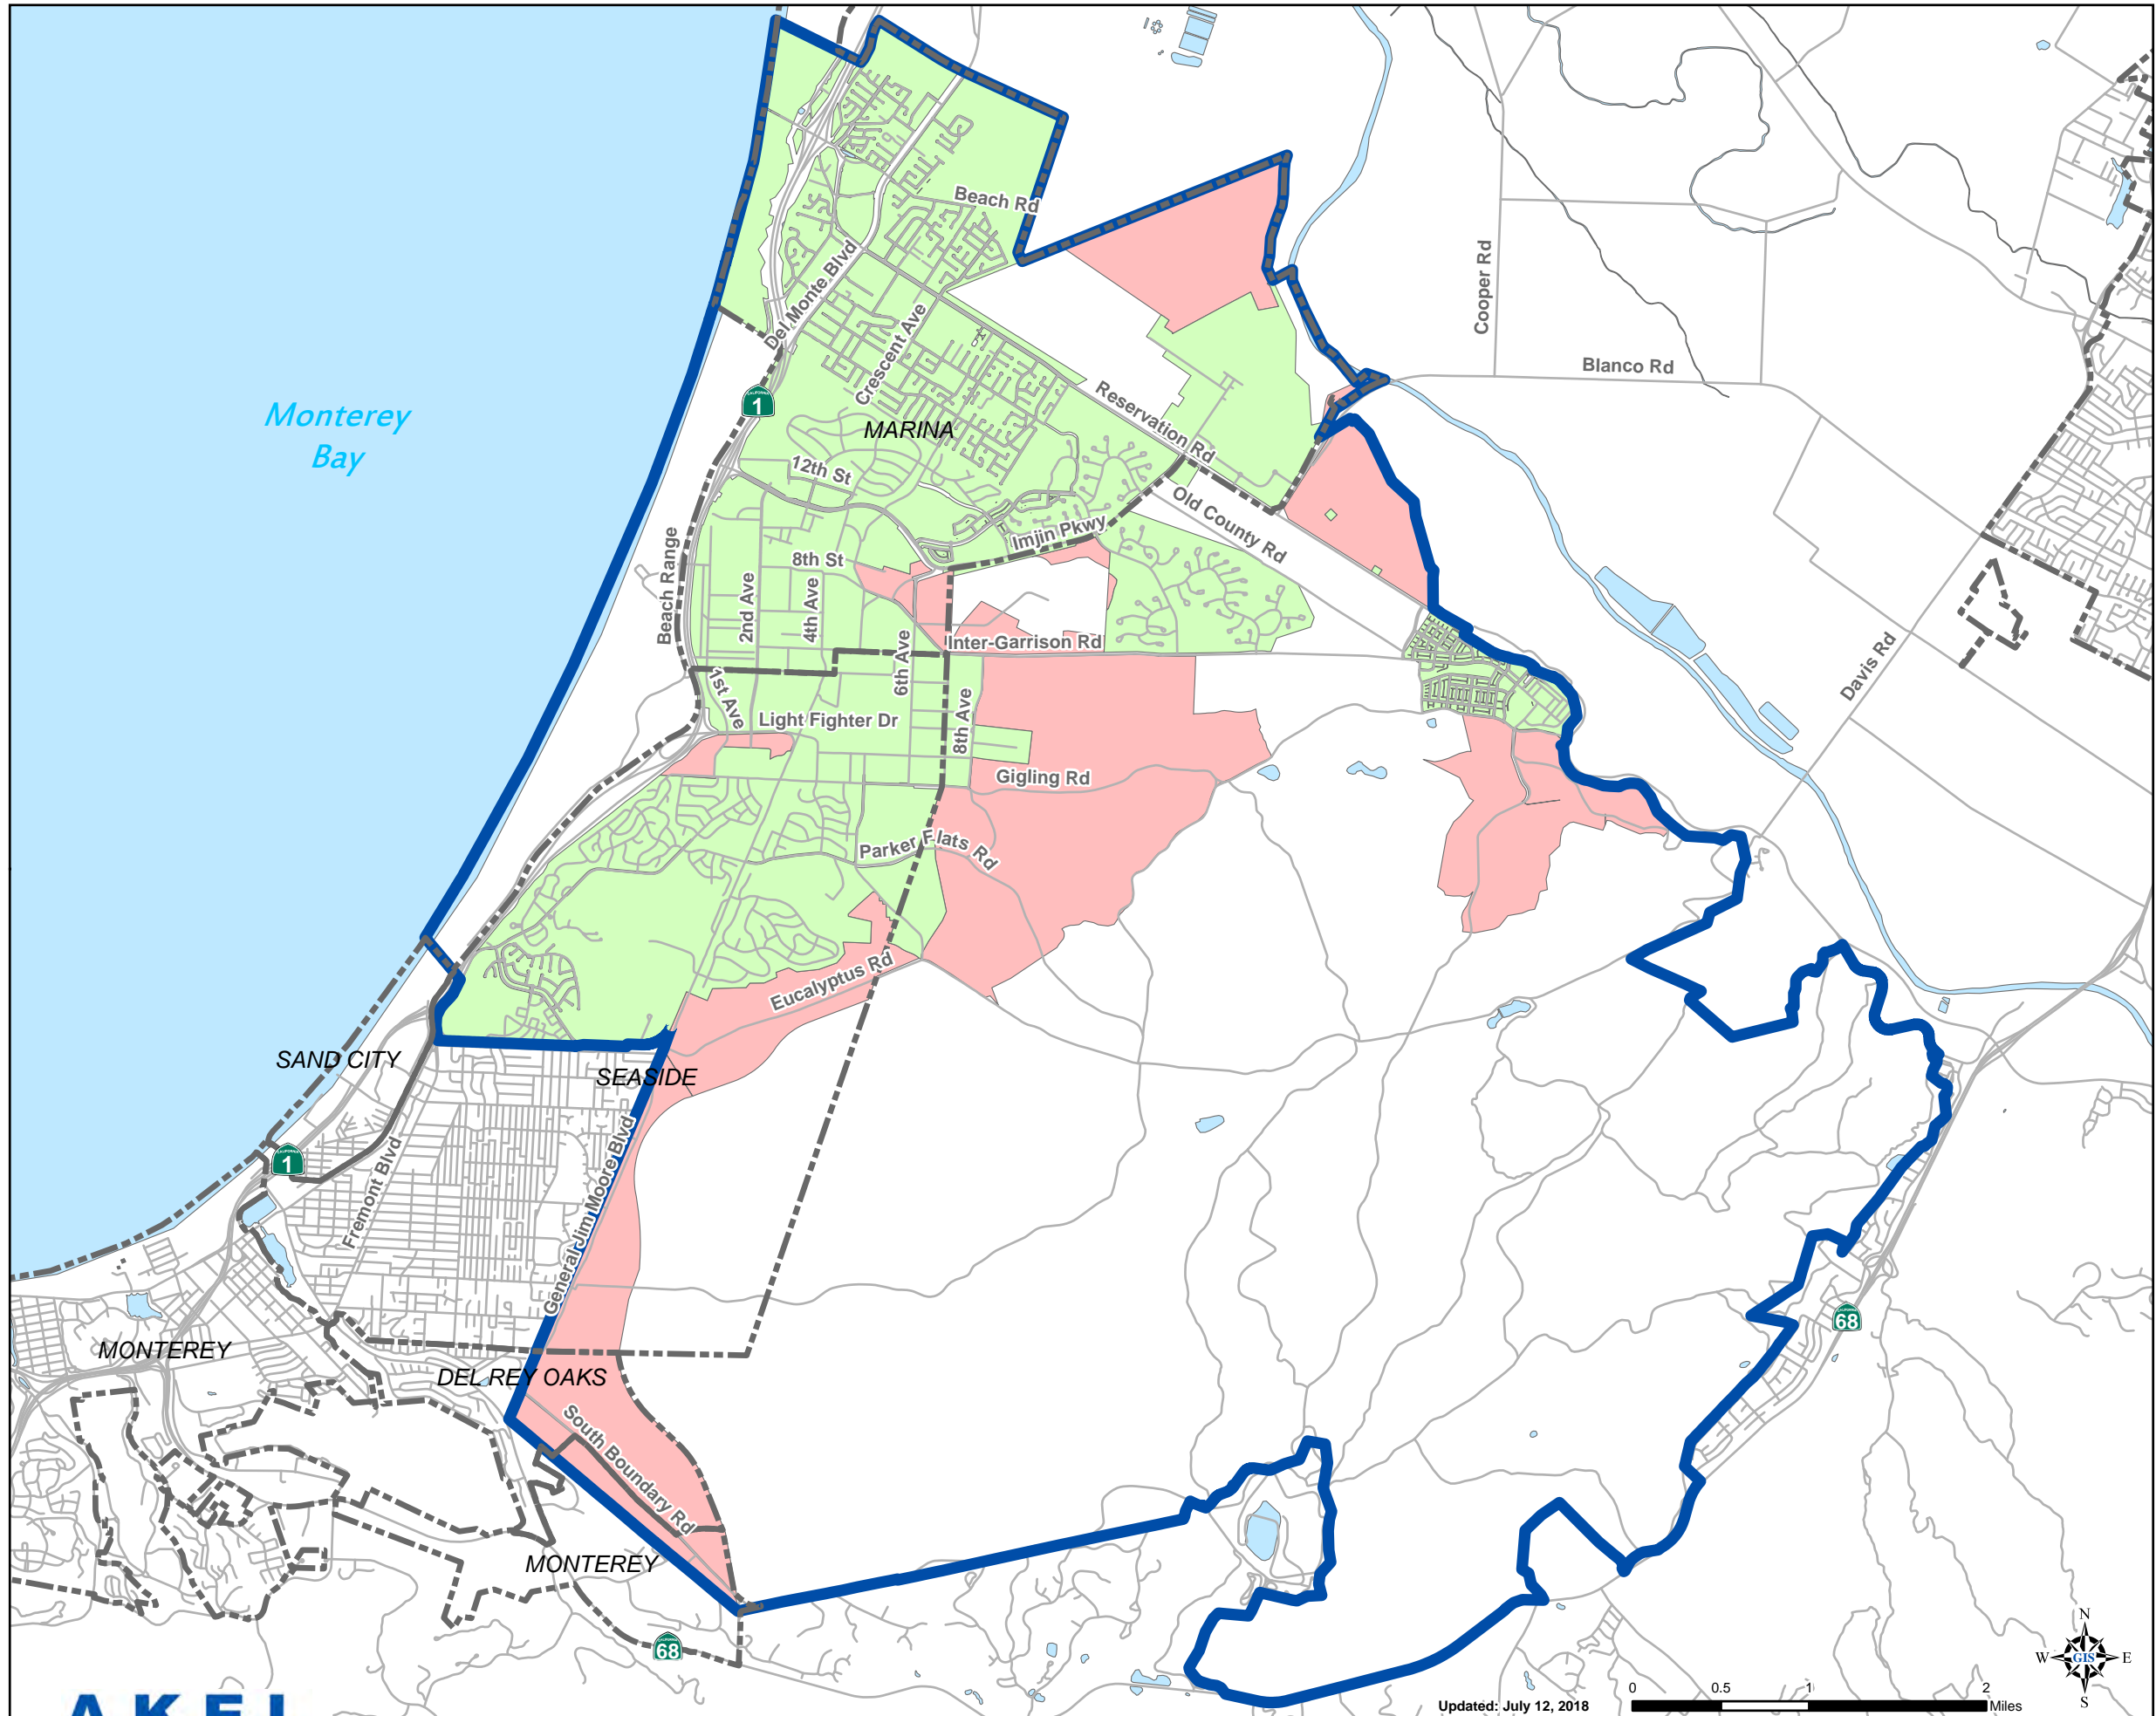 Beach Rd
Del Monte Blvd
Crescent Ave
Cooper Rd
Blanco Rd
Monterey
Bay
CALIFORNIA
1
MARINA
Reservation Rd
12th St
Old County Rd
Imjin Pkwy
Beach Range
8th St
2nd Ave
4th Ave
6th Ave
Inter-Garrison Rd
Davis Rd
1st Ave
Light Fighter Dr
8th Ave
Gigling Rd
Parker Flats Rd
Eucalyptus Rd
SAND CITY
SEASIDE
General Jim Moore Blvd
Fremont Blvd
CALIFORNIA
1
CALIFORNIA
68
MONTEREY
DEL REY OAKS
South Boundary Rd
MONTEREY
CALIFORNIA
68
N
W
GIS
E
S
0 0.5 1 2
Miles
Updated: July 12, 2018